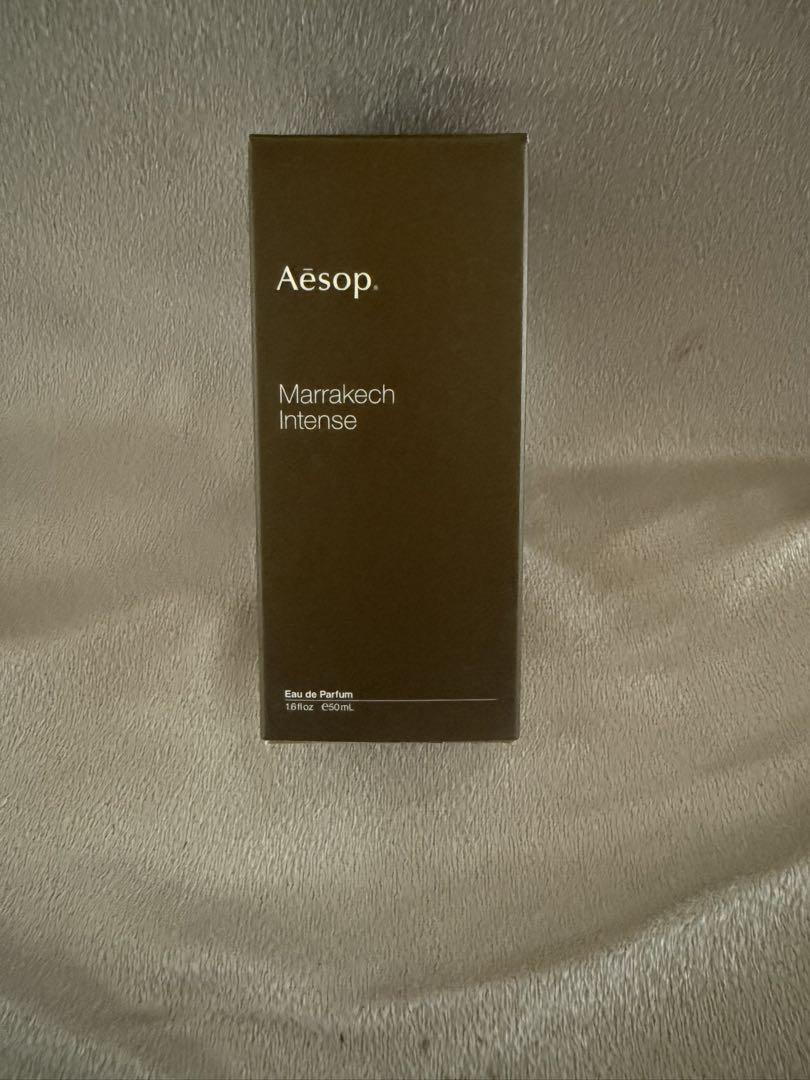 Aēsop®
Marrakech
Intense
Eau de Parfum
1.6 fl oz ℮50 mL